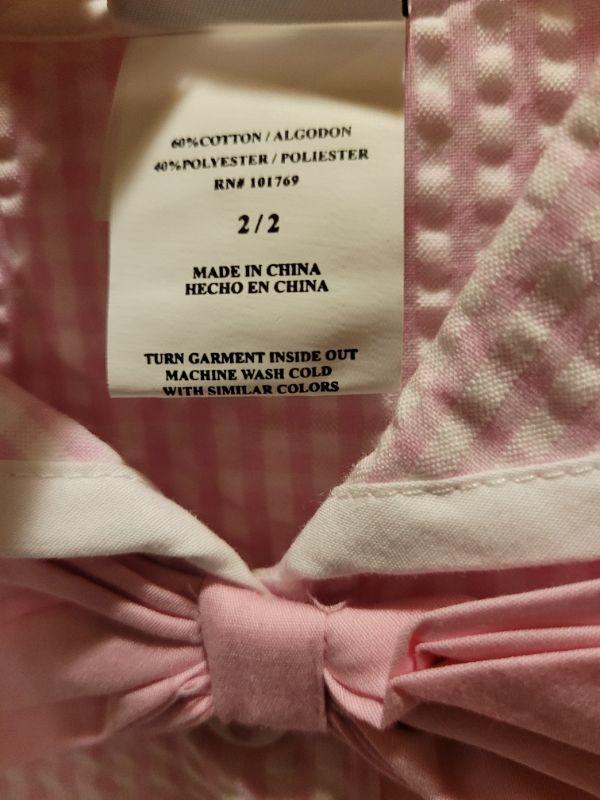 60% COTTON / ALGODON
40% POLYESTER / POLIESTER
RN# 101769
2 / 2
MADE IN CHINA
HECHO EN CHINA
TURN GARMENT INSIDE OUT
MACHINE WASH COLD
WITH SIMILAR COLORS